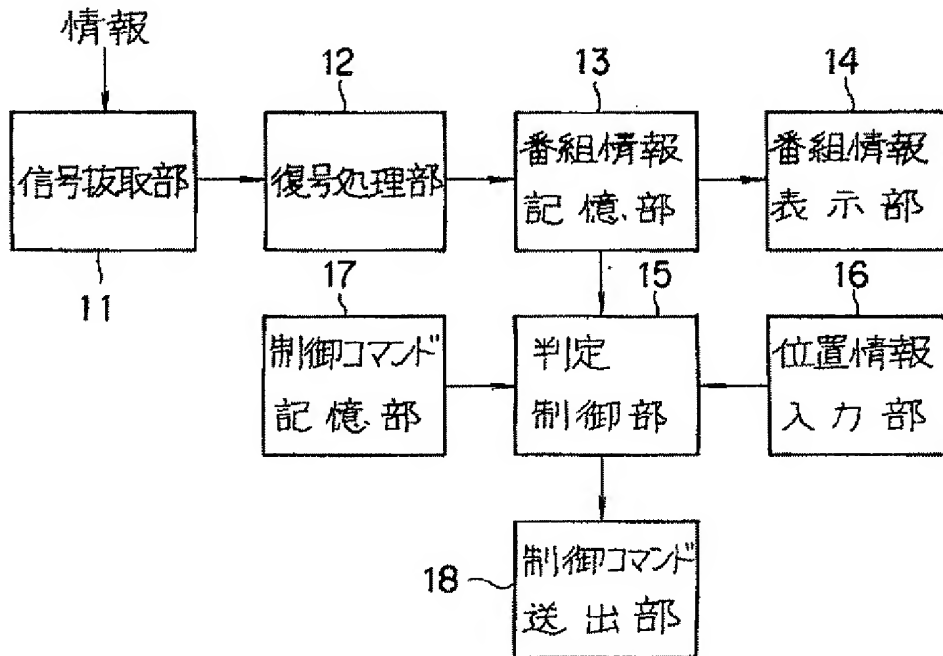 情報
12
13
14
信号抜取部
復号処理部
番組情報
記憶部
番組情報
表示部
11
17
15
16
制御コマンド
記憶部
判定
制御部
位置情報
入力部
18
制御コマンド
送出部